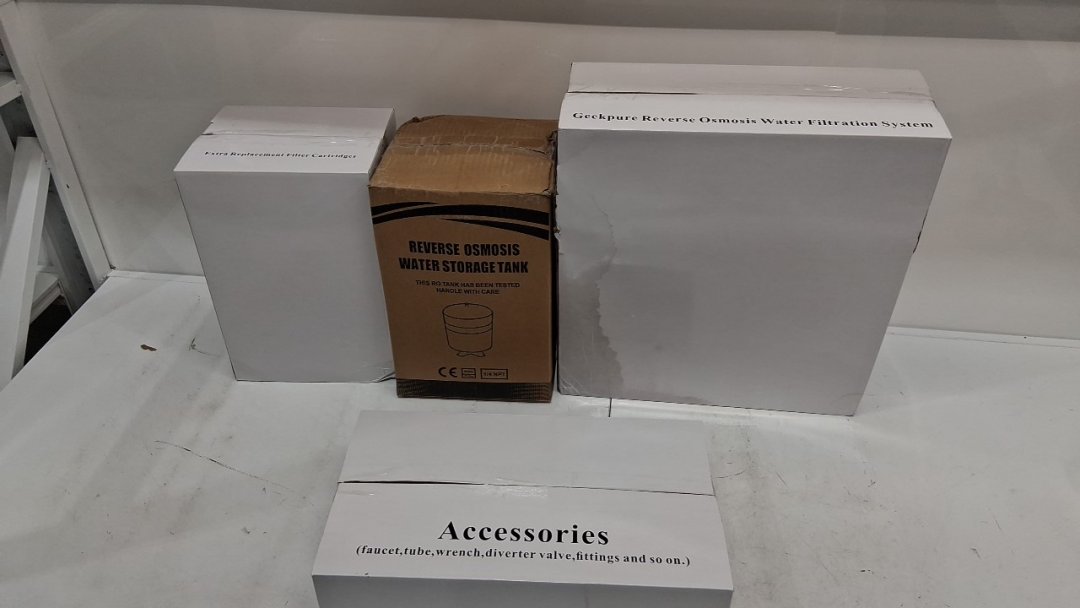 Extra Replacement Filter Cartridges
REVERSE OSMOSIS
WATER STORAGE TANK
THIS RO TANK HAS BEEN TESTED
HANDLE WITH CARE
CE
Geekpure Reverse Osmosis Water Filtration System
Accessories
(faucet,tube,wrench,diverter valve,fittings and so on.)